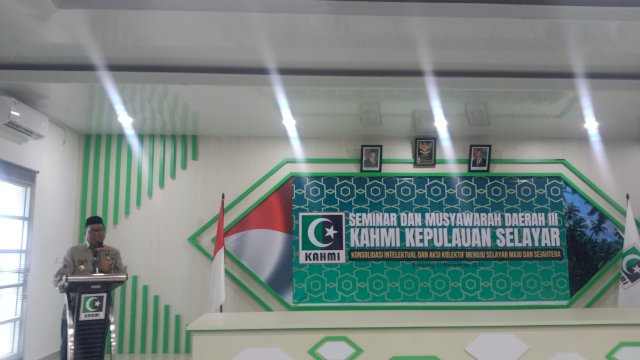 SEMINAR DAN MUSYAWARAH DAERAH III
KAHMI KEPULAUAN SELAYAR
KONSOLIDASI INTELEKTUAL DAN AKSI KOLEKTIF MENUJU SELAYAR MAJU DAN SEJAHTERA
KAHMI
KAHMI